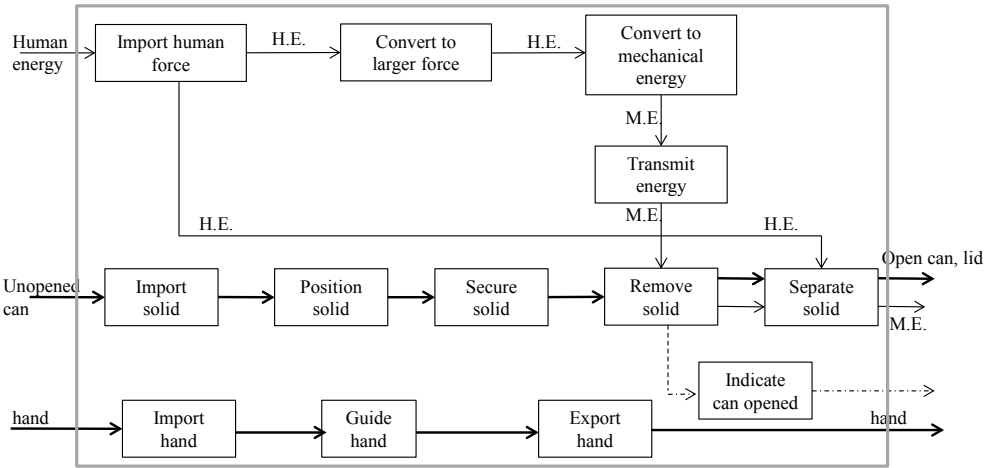 Human
energy
Import human
force
H.E.
Convert to
larger force
H.E.
Convert to
mechanical
energy
M.E.
Transmit
energy
M.E.
H.E.
H.E.
Unopened
can
Import
solid
Position
solid
Secure
solid
Remove
solid
Separate
solid
Open can, lid
M.E.
Indicate
can opened
hand
Import
hand
Guide
hand
Export
hand
hand